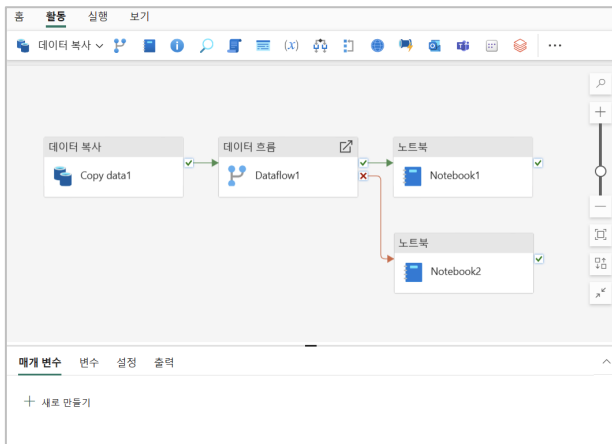 홈 활동 실행 보기
데이터 복사 (x) ...
데이터 복사 데이터 흐름 노트북
Copy data1 Dataflow1 Notebook1
노트북
Notebook2
매개 변수 변수 설정 출력
+ 새로 만들기